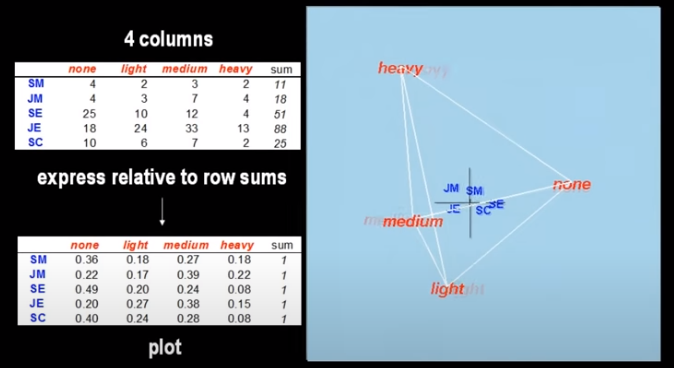 4 columns
none light medium heavy sum
SM 4 2 3 2 11
JM 4 3 7 4 18
SE 25 10 12 4 51
JE 18 24 33 13 88
SC 10 6 7 2 25
express relative to row sums
none light medium heavy sum
SM 0.36 0.18 0.27 0.18 1
JM 0.22 0.17 0.39 0.22 1
SE 0.49 0.20 0.24 0.08 1
JE 0.20 0.27 0.38 0.15 1
SC 0.40 0.24 0.28 0.08 1
plot
heavy
none
JM SM
JE SC SE
medium
light